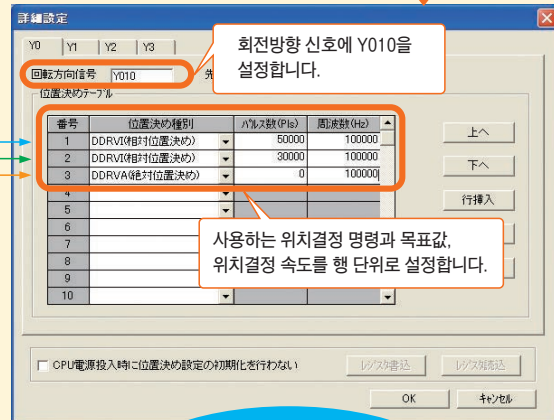 詳細設定
Y0 Y1 Y2 Y3
회전방향 신호에 Y010을
설정합니다.
回転方向信号 Y010 先
位置決めテーブル
番号 位置決め種別 パルス数(Pls) 周波数(Hz)
1 DDRVI(相対位置決め) 50000 100000
2 DDRVI(相対位置決め) 30000 100000
3 DDRVA(絶対位置決め) 0 100000
4
5
6
7
8
9
10
上へ
下へ
行挿入
사용하는 위치결정 명령과 목표값,
위치결정 속도를 행 단위로 설정합니다.
CPU電源投入時に位置決め設定の初期化を行わない
レジスタ書込 レジスタ読込
OK キャンセル